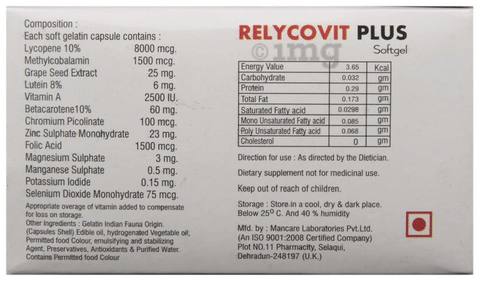 Composition :
Each soft gelatin capsule contains :
Lycopene 10% 8000 mcg.
Methylcobalamin 1500 mcg.
Grape Seed Extract 25 mg.
Lutein 8% 6 mg.
Vitamin A 2500 IU.
Betacarotene10% 60 mg.
Chromium Picolinate 100 mcg.
Zinc Sulphate Monohydrate 23 mg.
Folic Acid 1500 mcg.
Magnesium Sulphate 3 mg.
Manganese Sulphate 0.5 mg.
Potassium Iodide 0.15 mg.
Selenium Dioxide Monohydrate 75 mcg.
Appropriate overage of vitamin added to compensate
for loss on storage.
Other Ingredients : Gelatin Indian Fauna Origin.
(Capsules Shell) Edible oil, hydrogenated Vegetable oil,
Permitted food Colour, emulsifying and stabilizing
Agent, Preservatives, Antioxidants & Purified Water.
Contains Permitted food Colour
RELYCOVIT PLUS
Softgel
©1mg
Energy Value 3.65 Kcal
Carbohydrate 0.032 gm
Protein 0.29 gm
Total Fat 0.173 gm
Saturated Fatty acid 0.0298 gm
Mono Unsaturated Fatty acid 0.085 gm
Poly Unsaturated Fatty acid 0.068 gm
Cholesterol 0 gm
Direction for use : As directed by the Dietician.
Dietary supplement not for medicinal use.
Keep out of reach of children.
Storage : Store in a cool, dry & dark place.
Below 25° C. And 40 % humidity
Mfd. by : Mancare Laboratories Pvt.Ltd.
(An ISO 9001:2008 Certified Company)
Plot NO.11 Pharmacity, Selaqui,
Dehradun-248197 (U.K.)